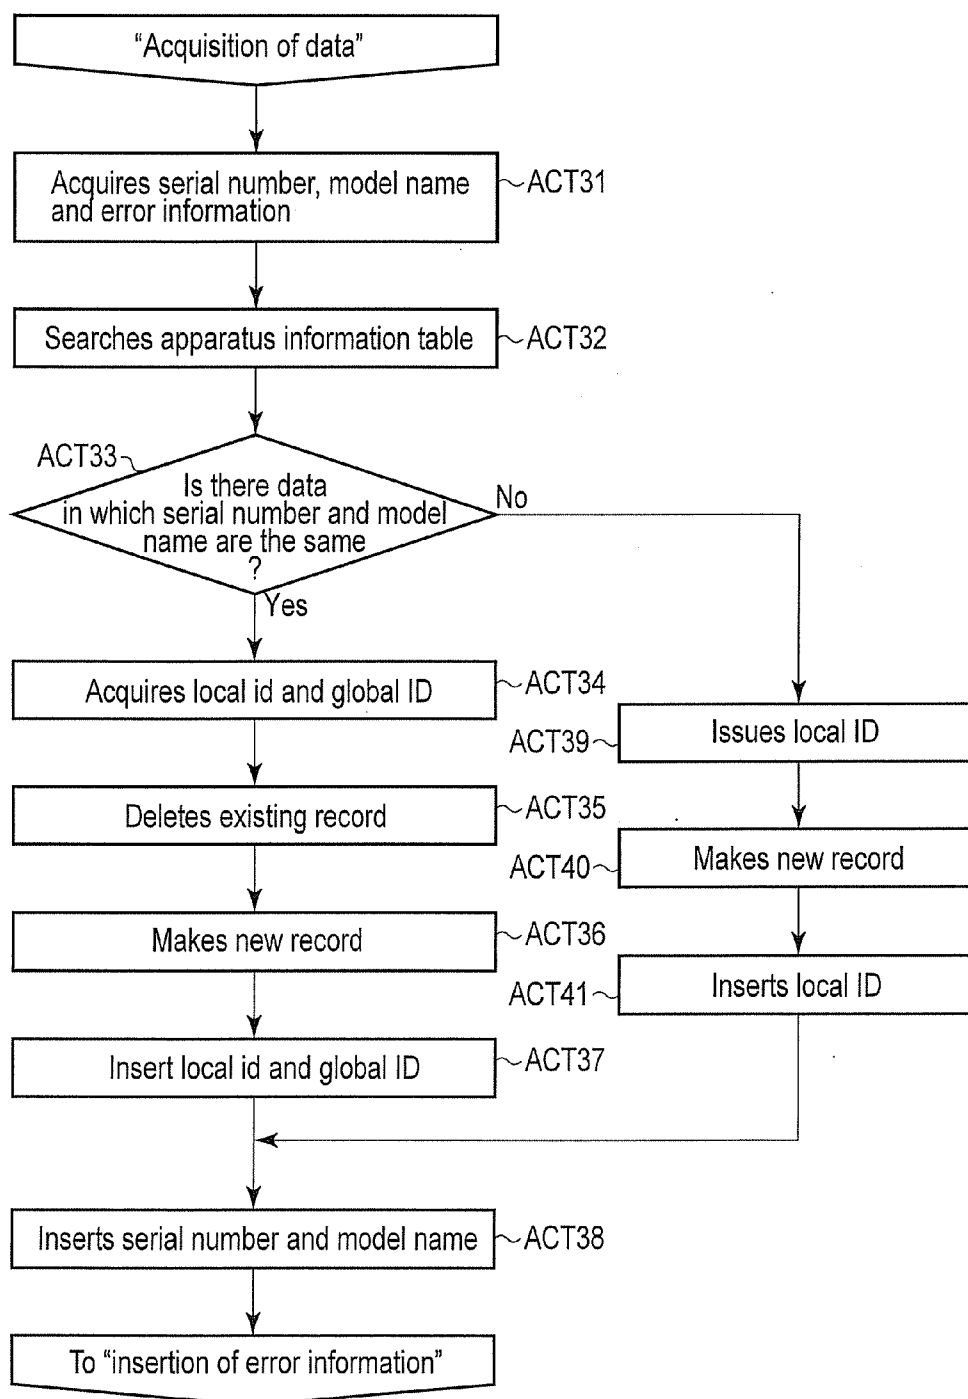 “Acquisition of data”
Acquires serial number, model name
and error information
ACT31
Searches apparatus information table
ACT32
ACT33
Is there data
in which serial number and model
name are the same
?
No
Yes
Acquires local id and global ID
ACT34
Issues local ID
ACT39
Deletes existing record
ACT35
Makes new record
ACT40
Makes new record
ACT36
Inserts local ID
ACT41
Insert local id and global ID
ACT37
Inserts serial number and model name
ACT38
To “insertion of error information”